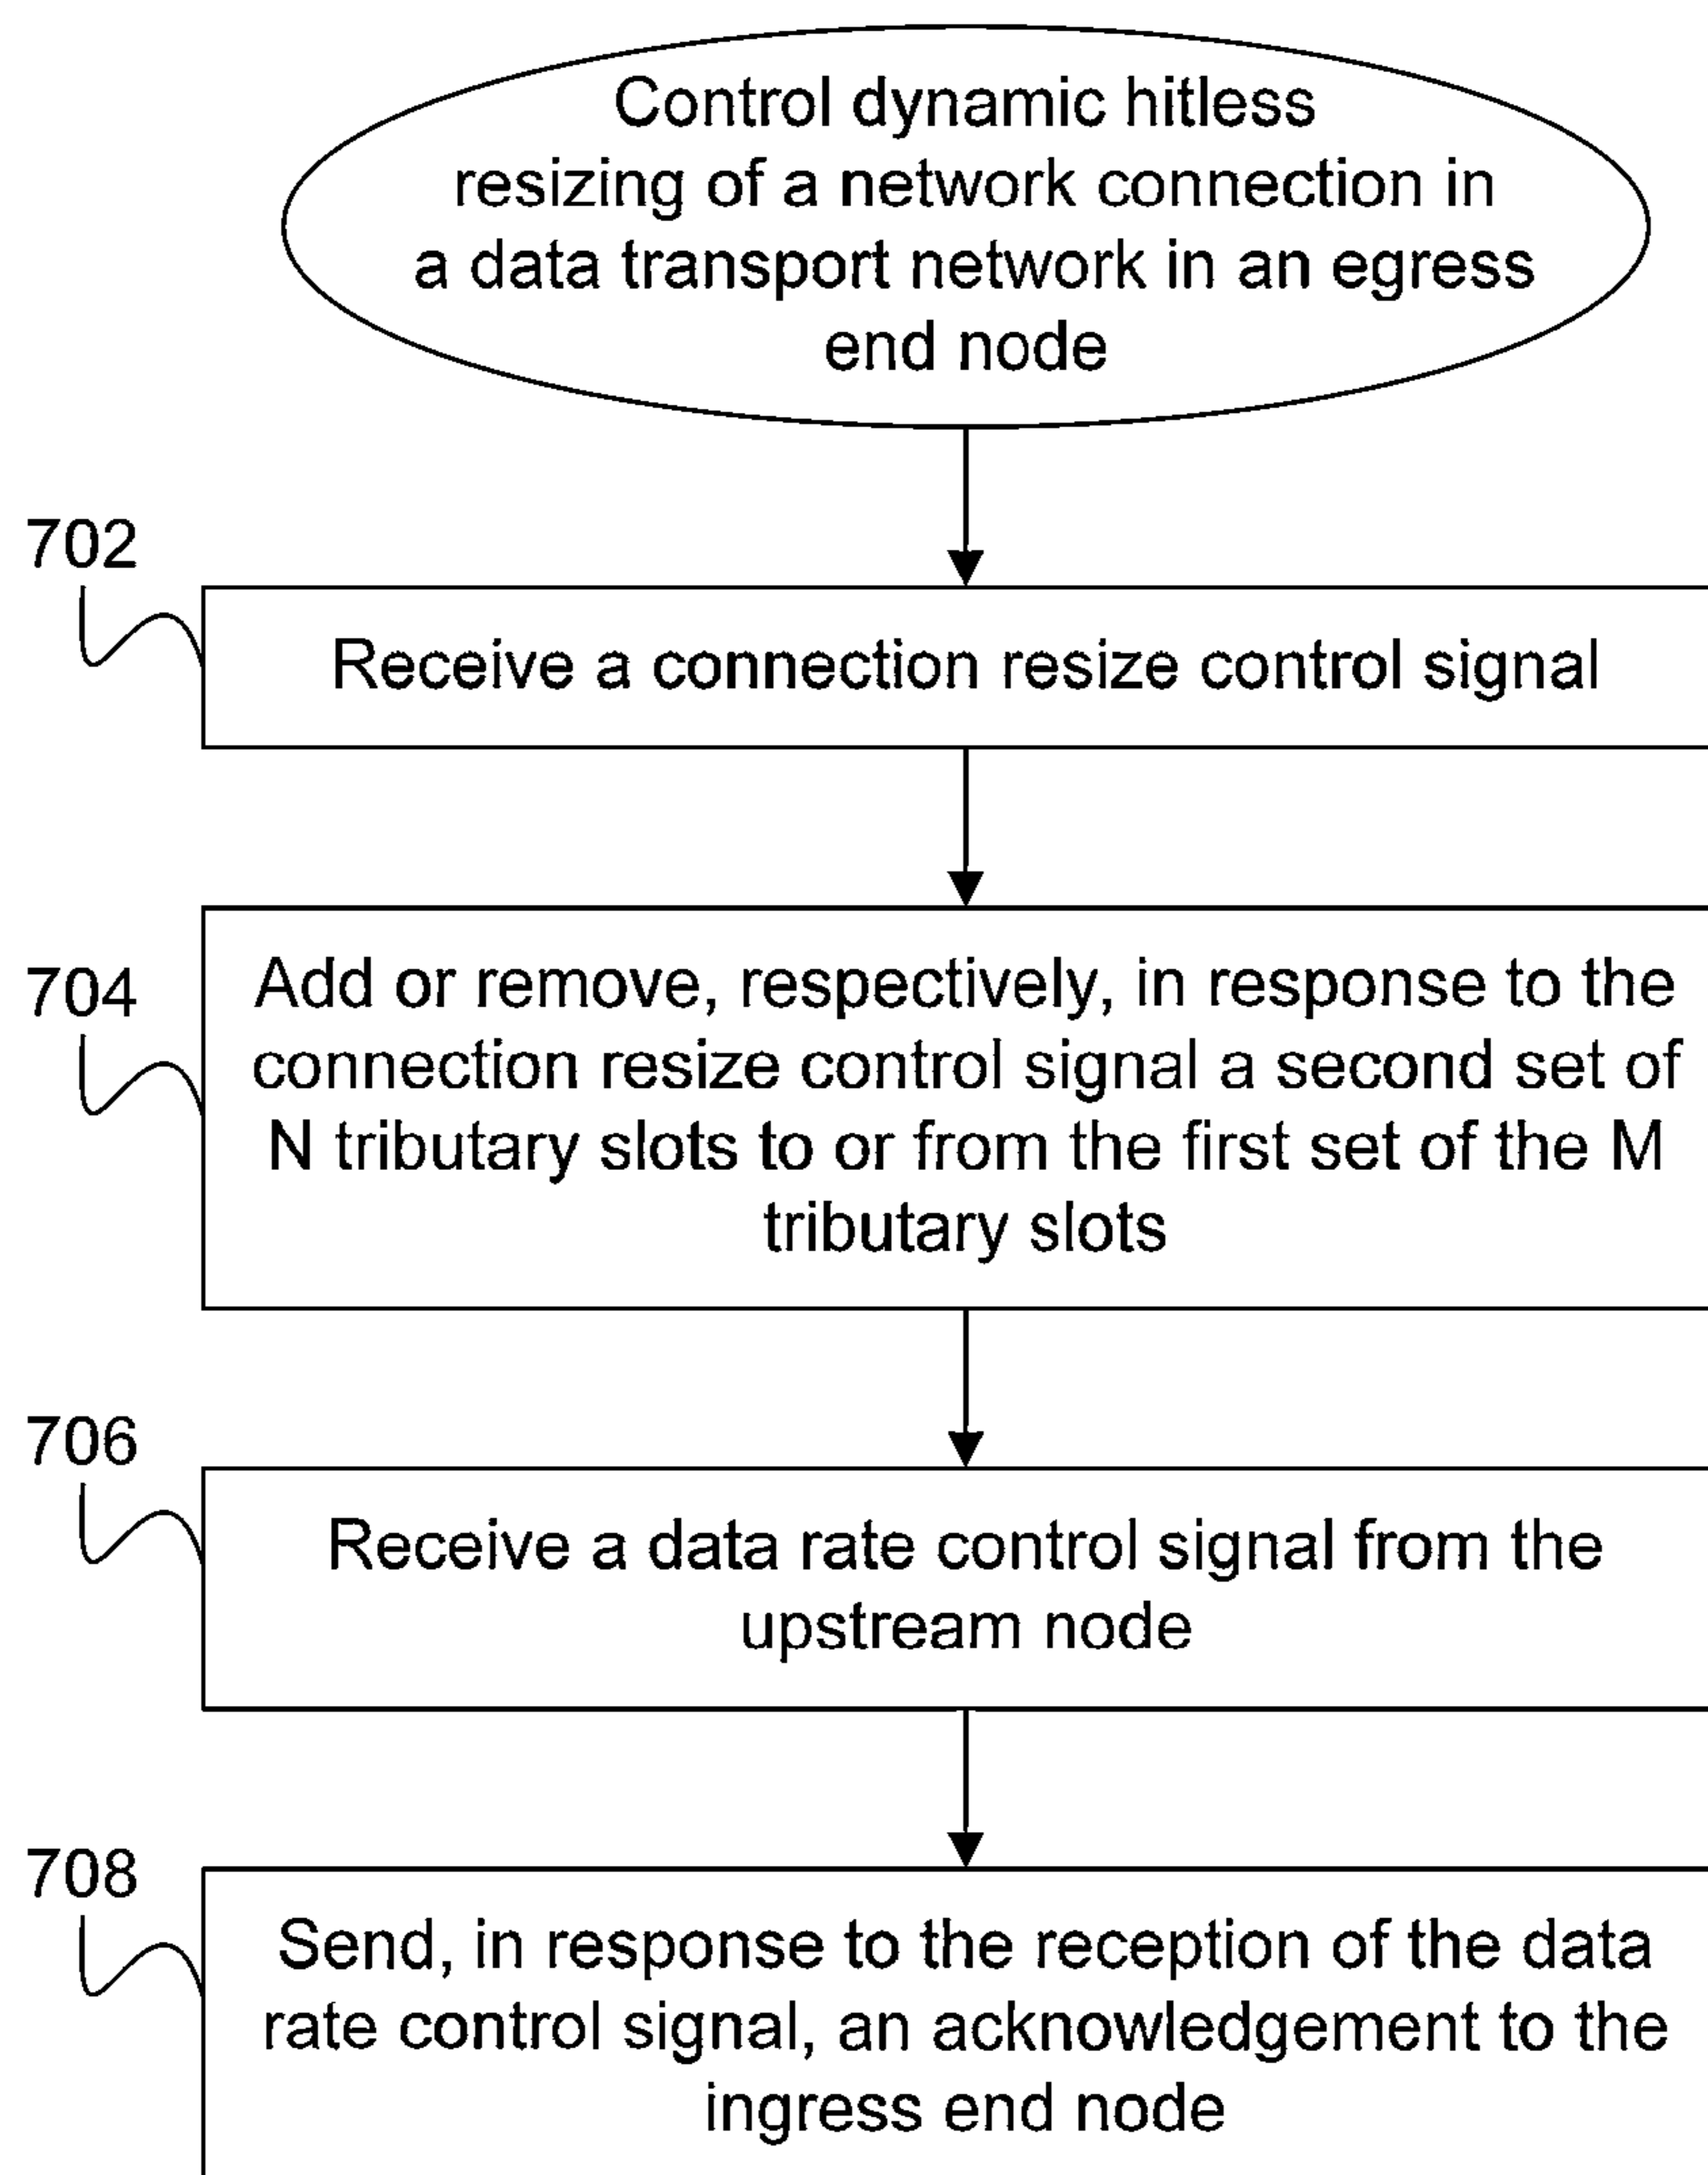 Control dynamic hitless
resizing of a network connection in
a data transport network in an egress
end node
702
Receive a connection resize control signal
704
Add or remove, respectively, in response to the
connection resize control signal a second set of
N tributary slots to or from the first set of the M
tributary slots
706
Receive a data rate control signal from the
upstream node
708
Send, in response to the reception of the data
rate control signal, an acknowledgement to the
ingress end node